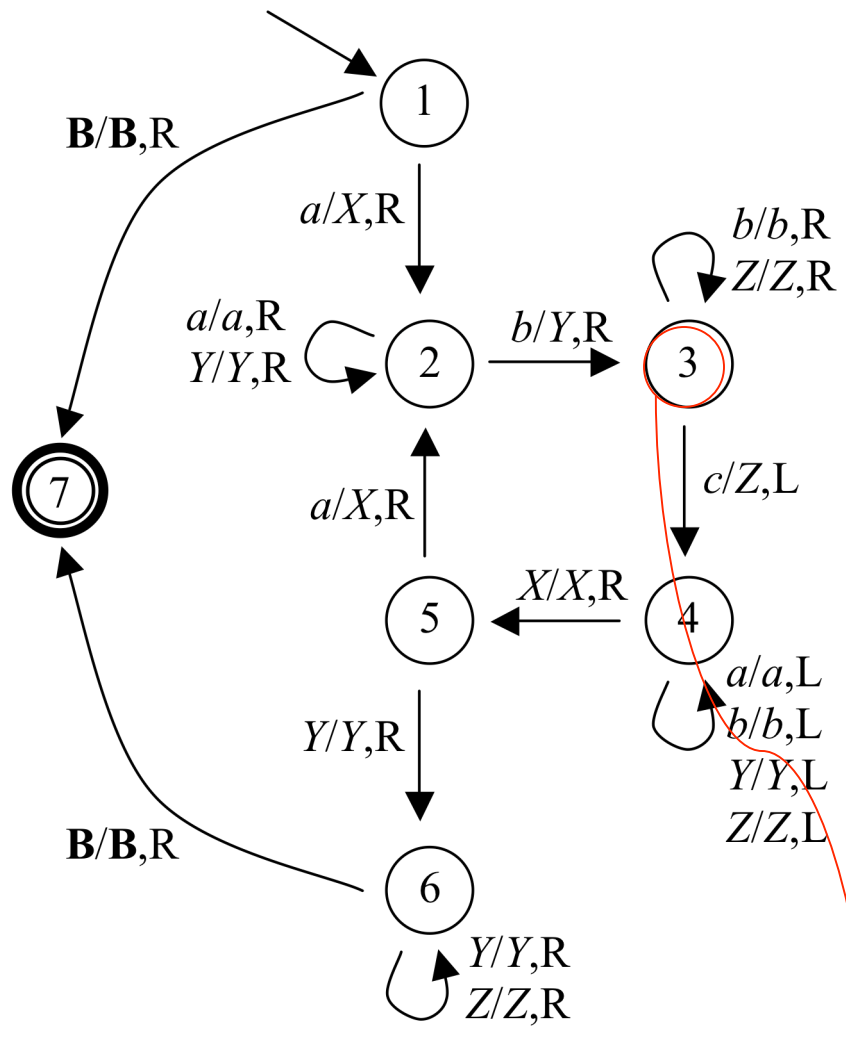 1
B/B,R
a/X,R
b/b,R
Z/Z,R
a/a,R
Y/Y,R
b/Y,R
2
3
7
c/Z,L
a/X,R
X/X,R
5
4
a/a,L
b/b,L
Y/Y,L
Z/Z,L
Y/Y,R
B/B,R
6
Y/Y,R
Z/Z,R